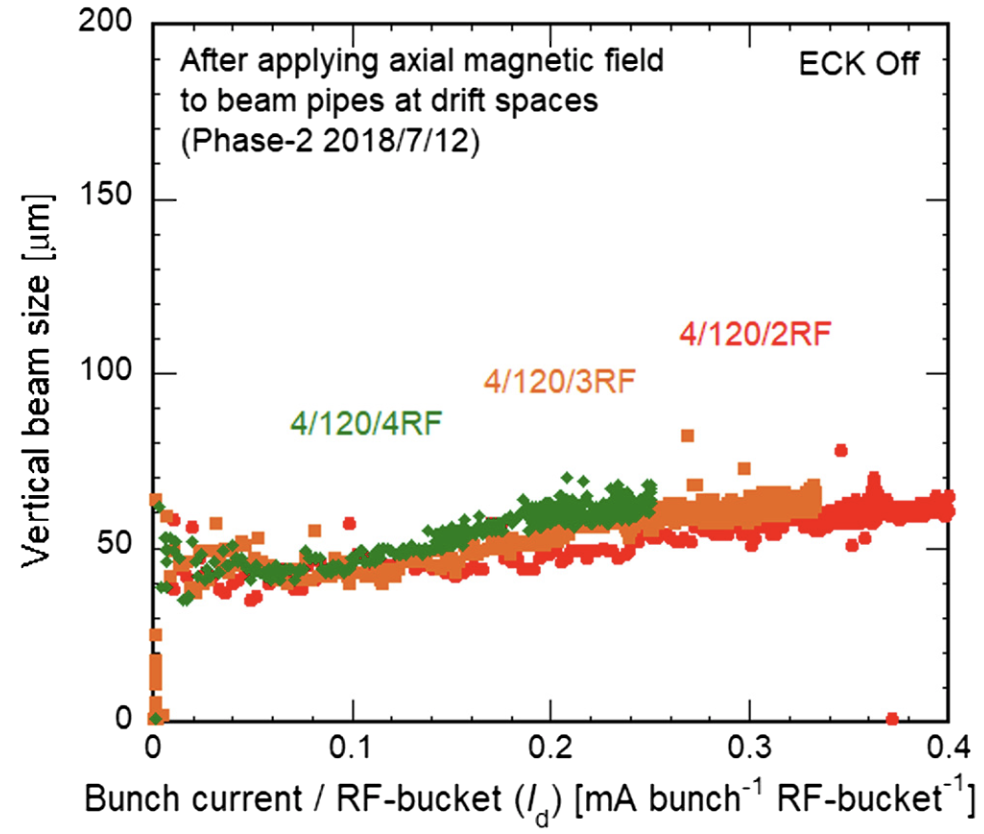 After applying axial magnetic field
to beam pipes at drift spaces
(Phase-2 2018/7/12)
ECK Off
200
150
100
50
0
Vertical beam size [μm]
4/120/2RF
4/120/3RF
4/120/4RF
0 0.1 0.2 0.3 0.4
Bunch current / RF-bucket (I_d) [mA bunch⁻¹ RF-bucket⁻¹]